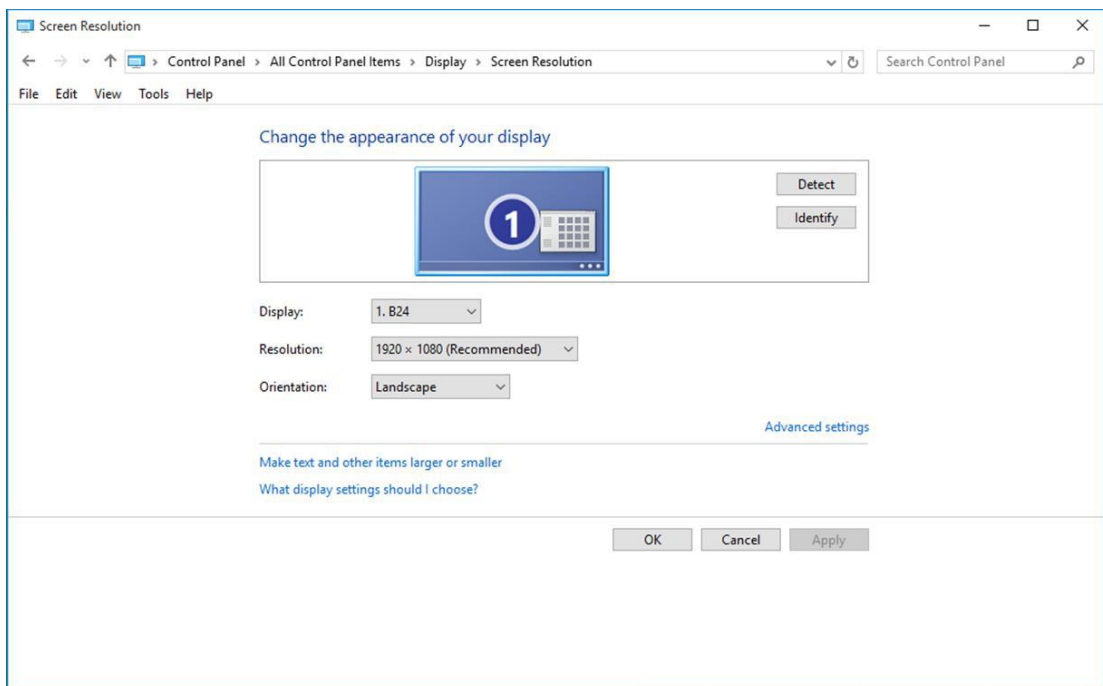 Screen Resolution
Control Panel > All Control Panel Items > Display > Screen Resolution
Search Control Panel
File Edit View Tools Help
Change the appearance of your display
1
Detect
Identify
Display: 1. B24
Resolution: 1920 × 1080 (Recommended)
Orientation: Landscape
Advanced settings
Make text and other items larger or smaller
What display settings should I choose?
OK Cancel Apply